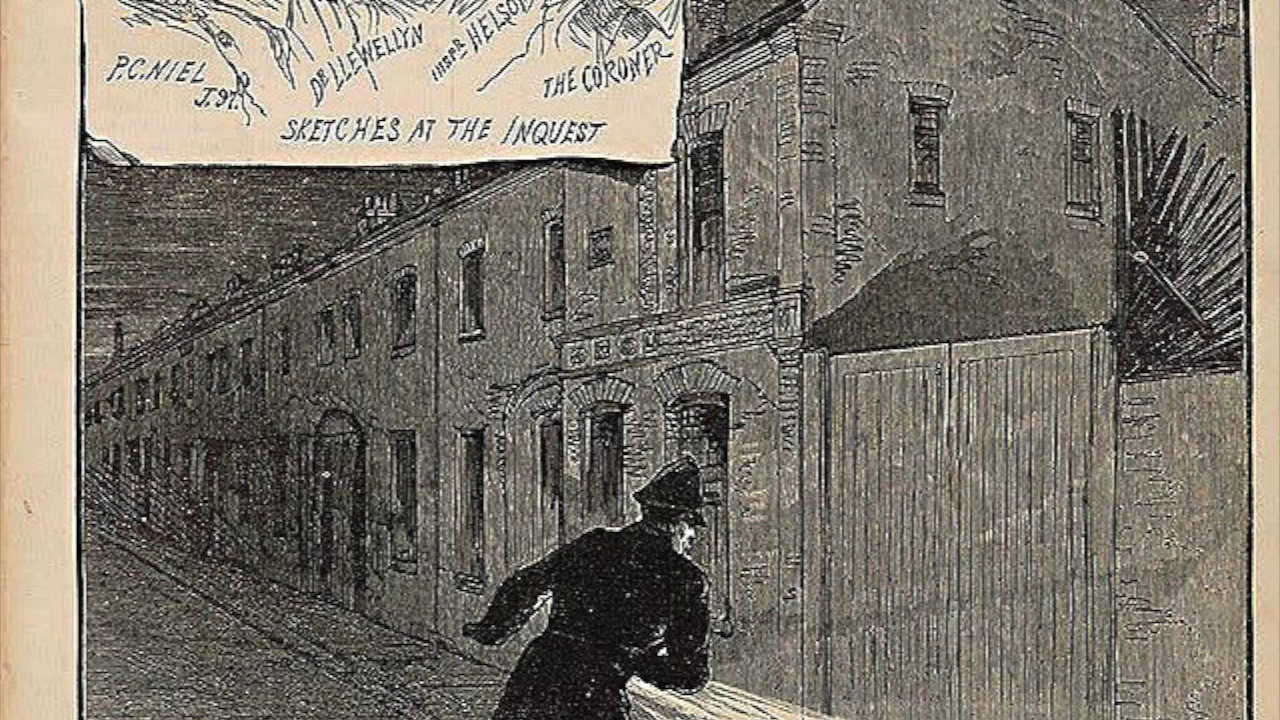 P.C. NIEL
J. 97.
DR LLEWELLYN
INSPR HELSON
THE CORONER
SKETCHES AT THE INQUEST